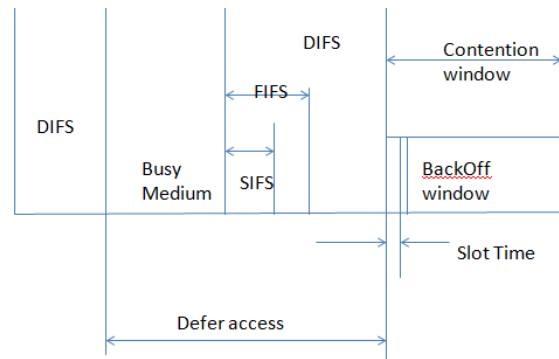 DIFS
Contention
window
FIFS
DIFS
Busy
Medium
SIFS
BackOff
window
Slot Time
Defer access